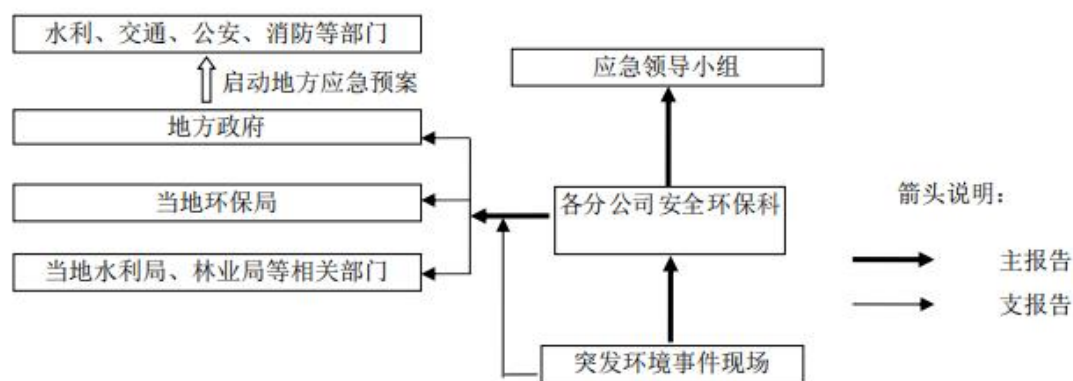 水利、交通、公安、消防等部门
应急领导小组
启动地方应急预案
地方政府
当地环保局
各分公司安全环保科
箭头说明：
当地水利局、林业局等相关部门
主报告
支报告
突发环境事件现场